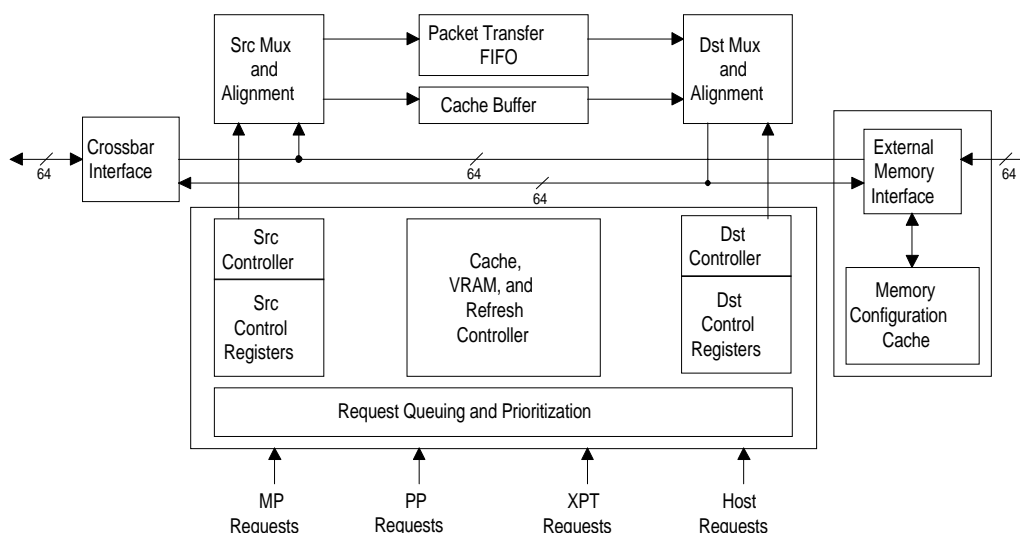 Src Mux
and
Alignment
Packet Transfer
FIFO
Cache Buffer
Dst Mux
and
Alignment
64
Crossbar
Interface
64
64
External
Memory
Interface
64
Src
Controller
Src
Control
Registers
Cache,
VRAM, and
Refresh
Controller
Dst
Controller
Dst
Control
Registers
Memory
Configuration
Cache
Request Queuing and Prioritization
MP
Requests
PP
Requests
XPT
Requests
Host
Requests